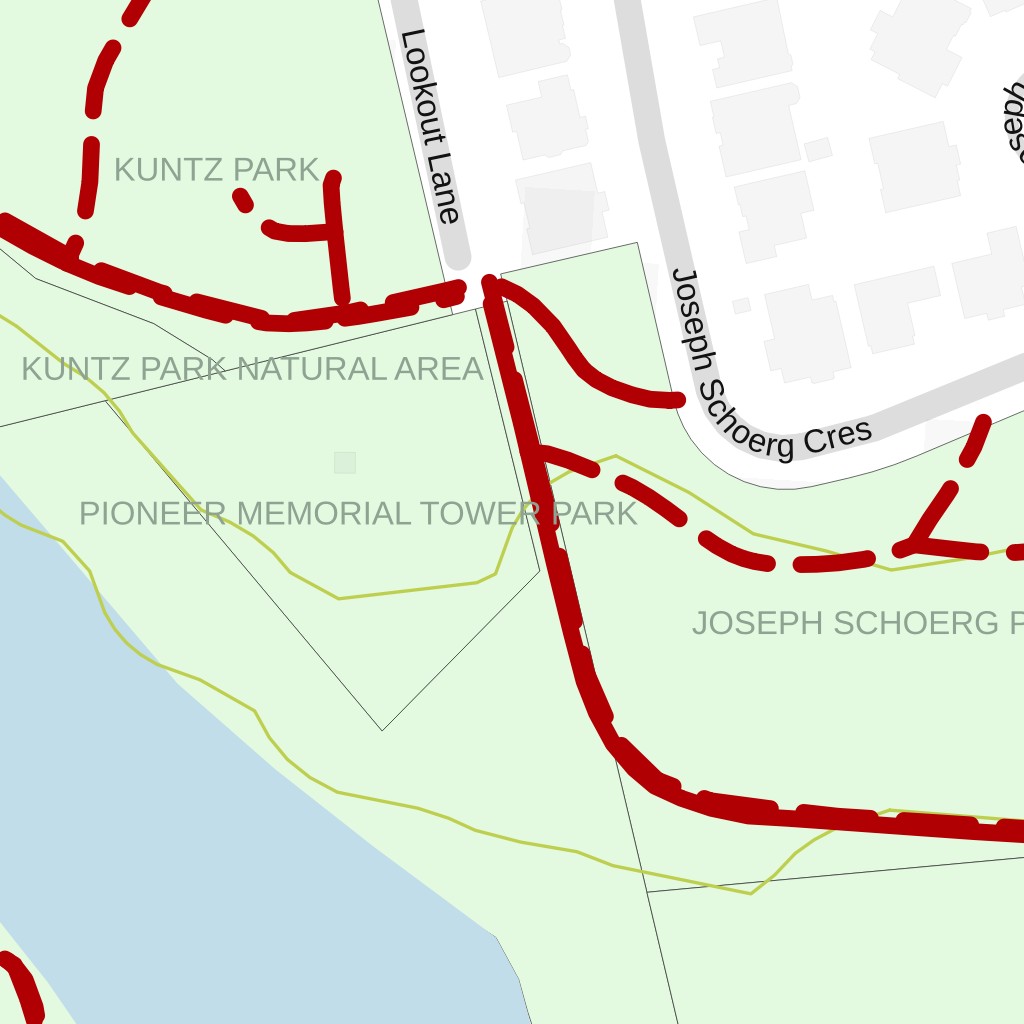 Lookout Lane
KUNTZ PARK
Joseph Schoerg Cres
KUNTZ PARK NATURAL AREA
PIONEER MEMORIAL TOWER PARK
JOSEPH SCHOERG P